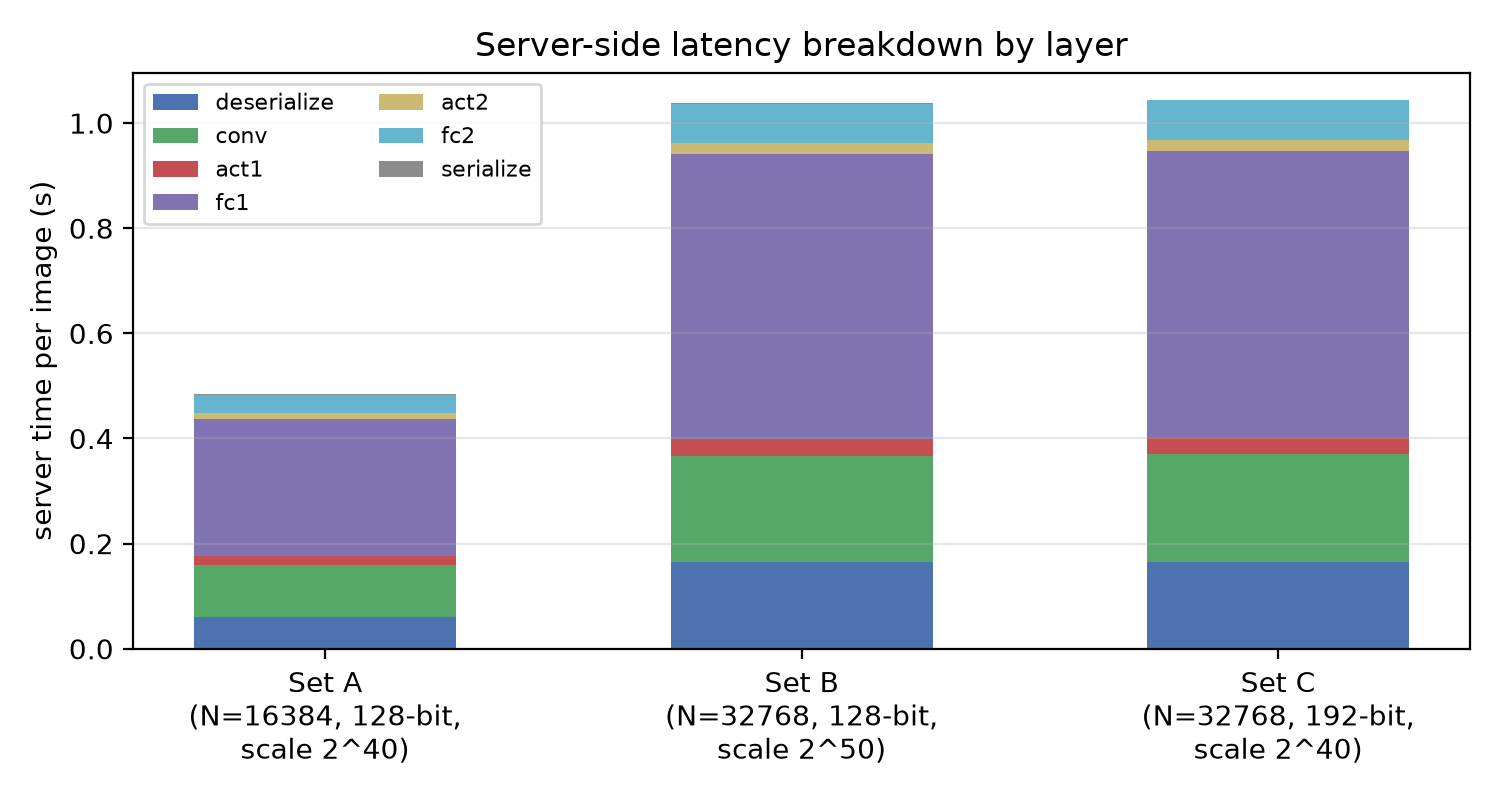 Server-side latency breakdown by layer
deserialize
conv
act1
fc1
act2
fc2
serialize
server time per image (s)
1.0
0.8
0.6
0.4
0.2
0.0
Set A
(N=16384, 128-bit,
scale 2^40)
Set B
(N=32768, 128-bit,
scale 2^50)
Set C
(N=32768, 192-bit,
scale 2^40)